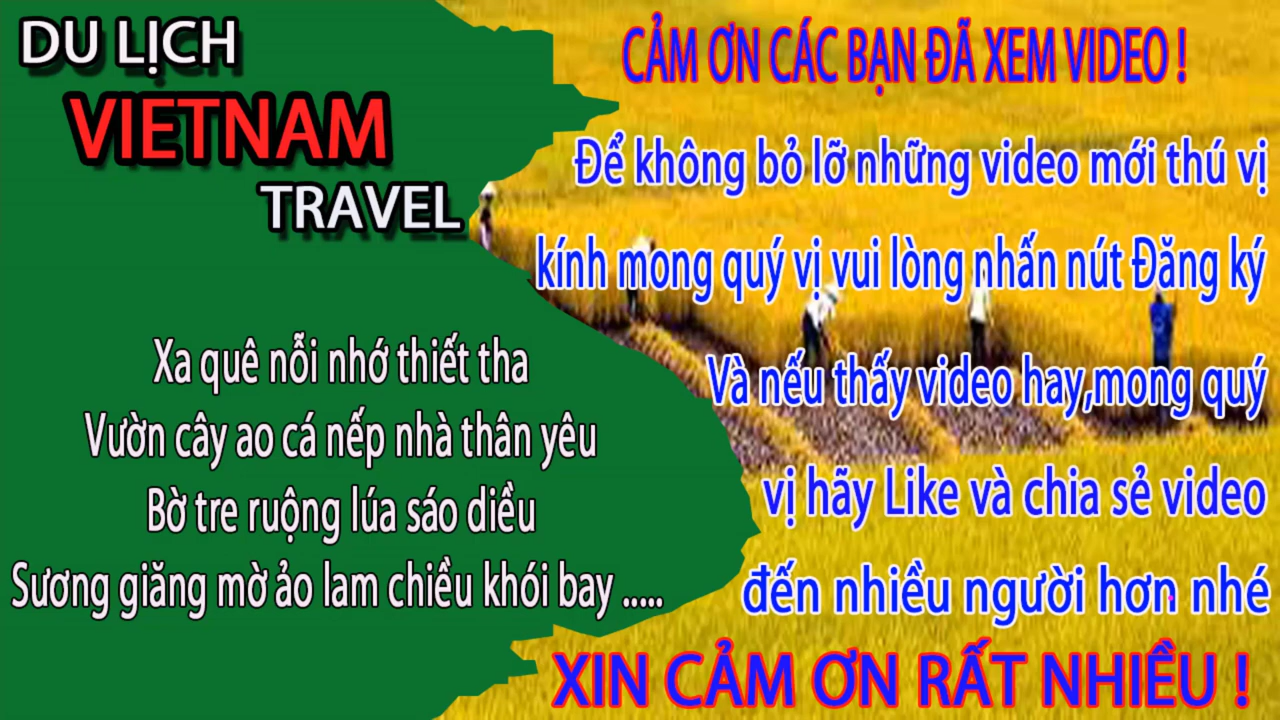 DU LỊCH
VIETNAM
TRAVEL
Xa quê nỗi nhớ thiết tha
Vườn cây ao cá nếp nhà thân yêu
Bờ tre ruộng lúa sáo diều
Sương giăng mờ ảo lam chiều khói bay .....
CẢM ƠN CÁC BẠN ĐÃ XEM VIDEO !
Để không bỏ lỡ những video mới thú vị
kính mong quý vị vui lòng nhấn nút Đăng ký
Và nếu thấy video hay,mong quý
vị hãy Like và chia sẻ video
đến nhiều người hơn nhé
XIN CẢM ƠN RẤT NHIỀU !